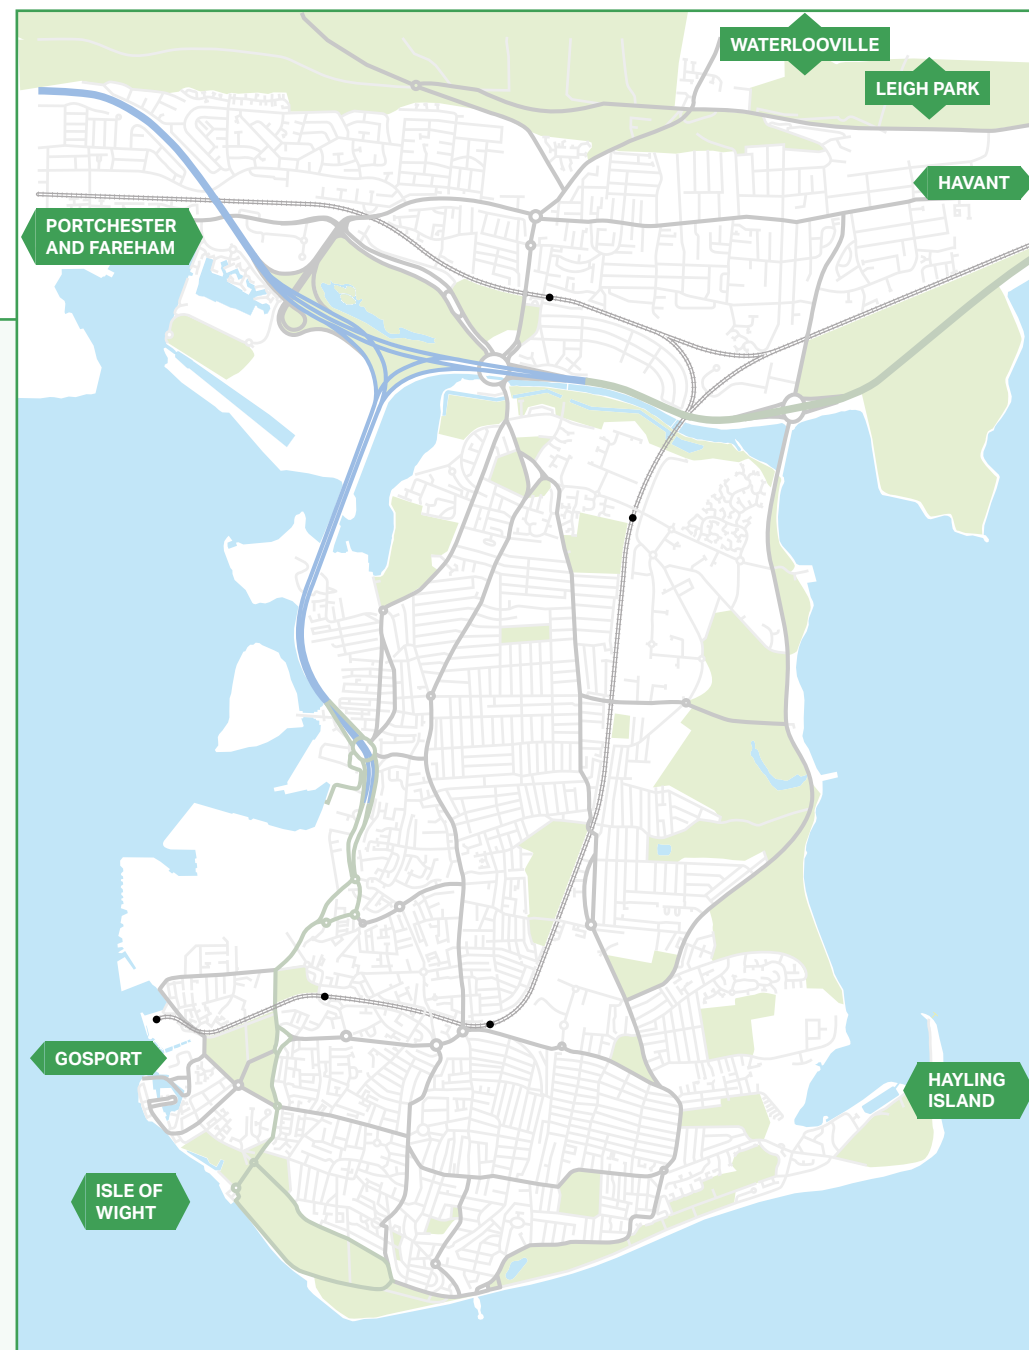 WATERLOOVILLE
LEIGH PARK
HAVANT
PORTCHESTER
AND FAREHAM
GOSPORT
HAYLING
ISLAND
ISLE OF
WIGHT